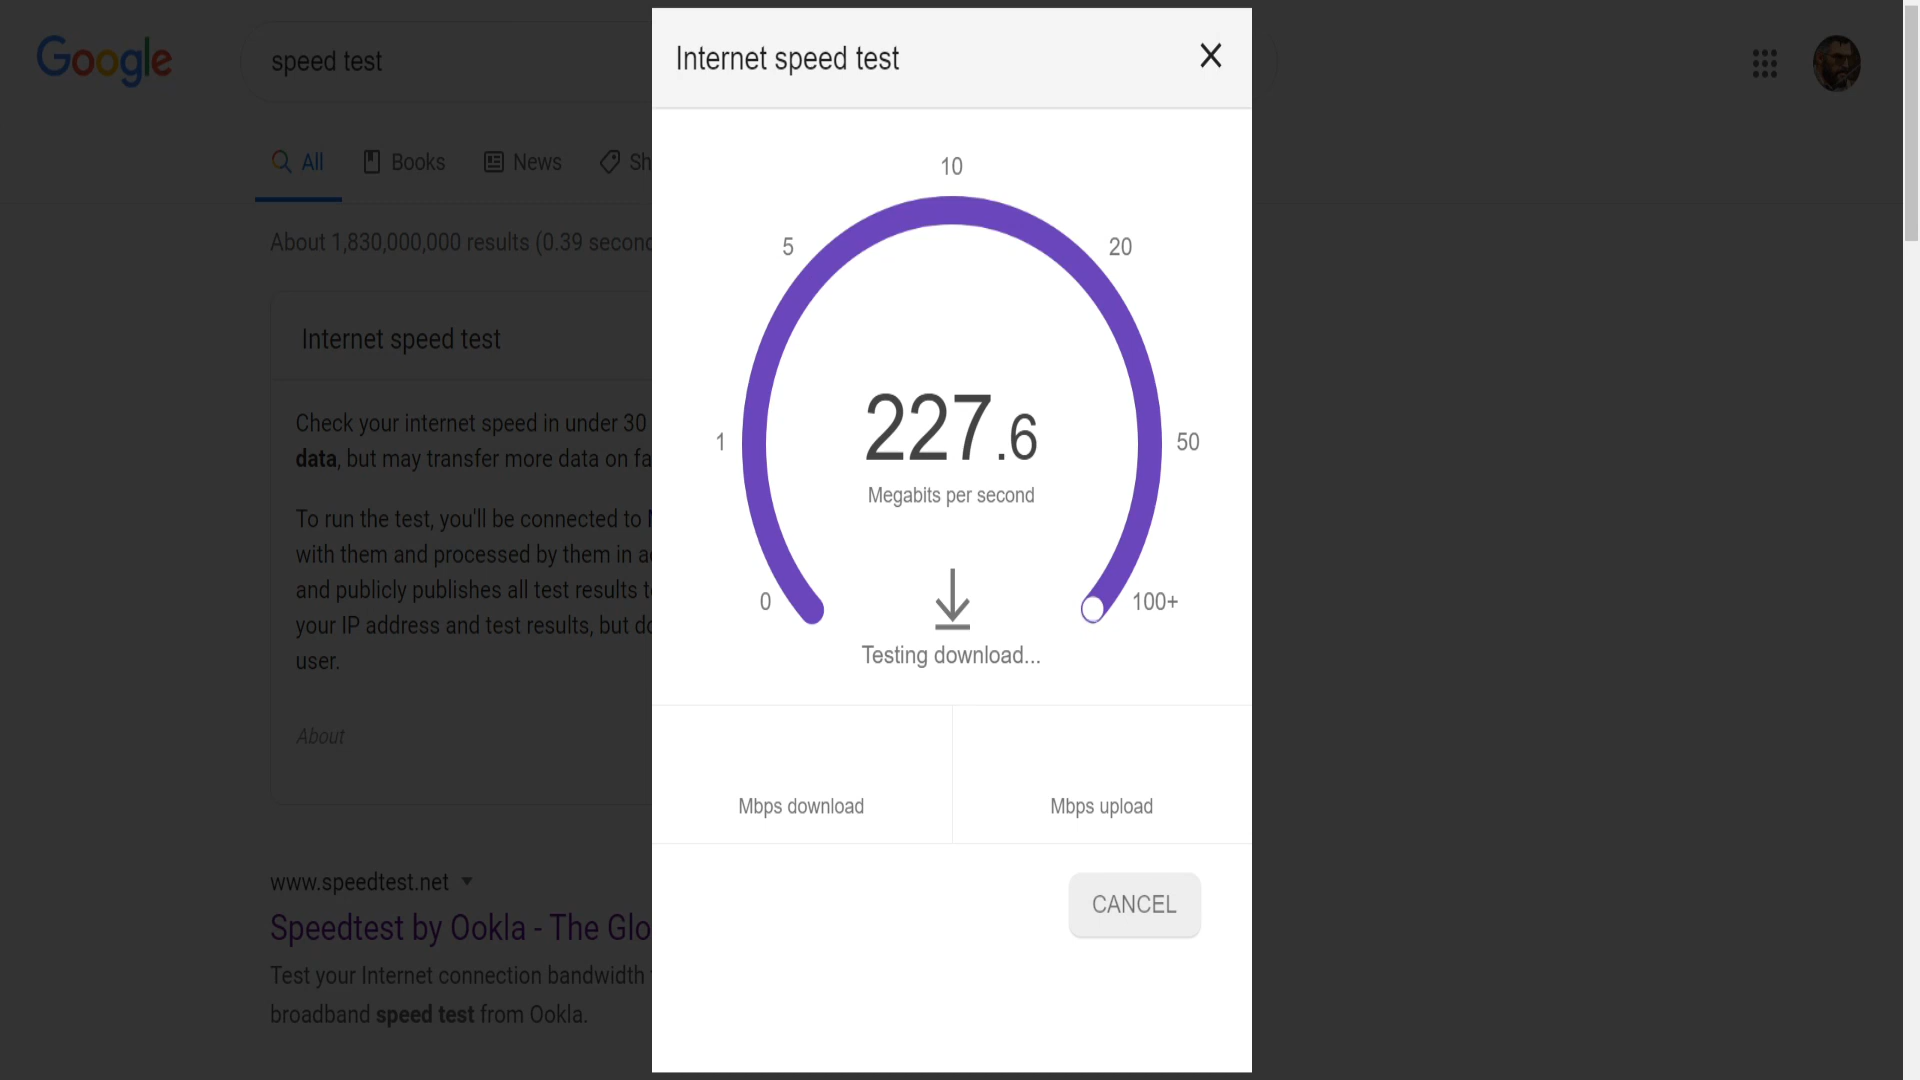 Google
speed test
All
Books
News
Sh
About 1,830,000,000 results (0.39 second
Internet speed test
Check your internet speed in under 30
data, but may transfer more data on fa
To run the test, you'll be connected to
with them and processed by them in a
and publicly publishes all test results t
your IP address and test results, but do
user.
About
www.speedtest.net
Speedtest by Ookla - The Glo
Test your Internet connection bandwidth
broadband speed test from Ookla.
Internet speed test
10
5
20
1
50
0
100+
227.6
Megabits per second
Testing download...
Mbps download
Mbps upload
CANCEL